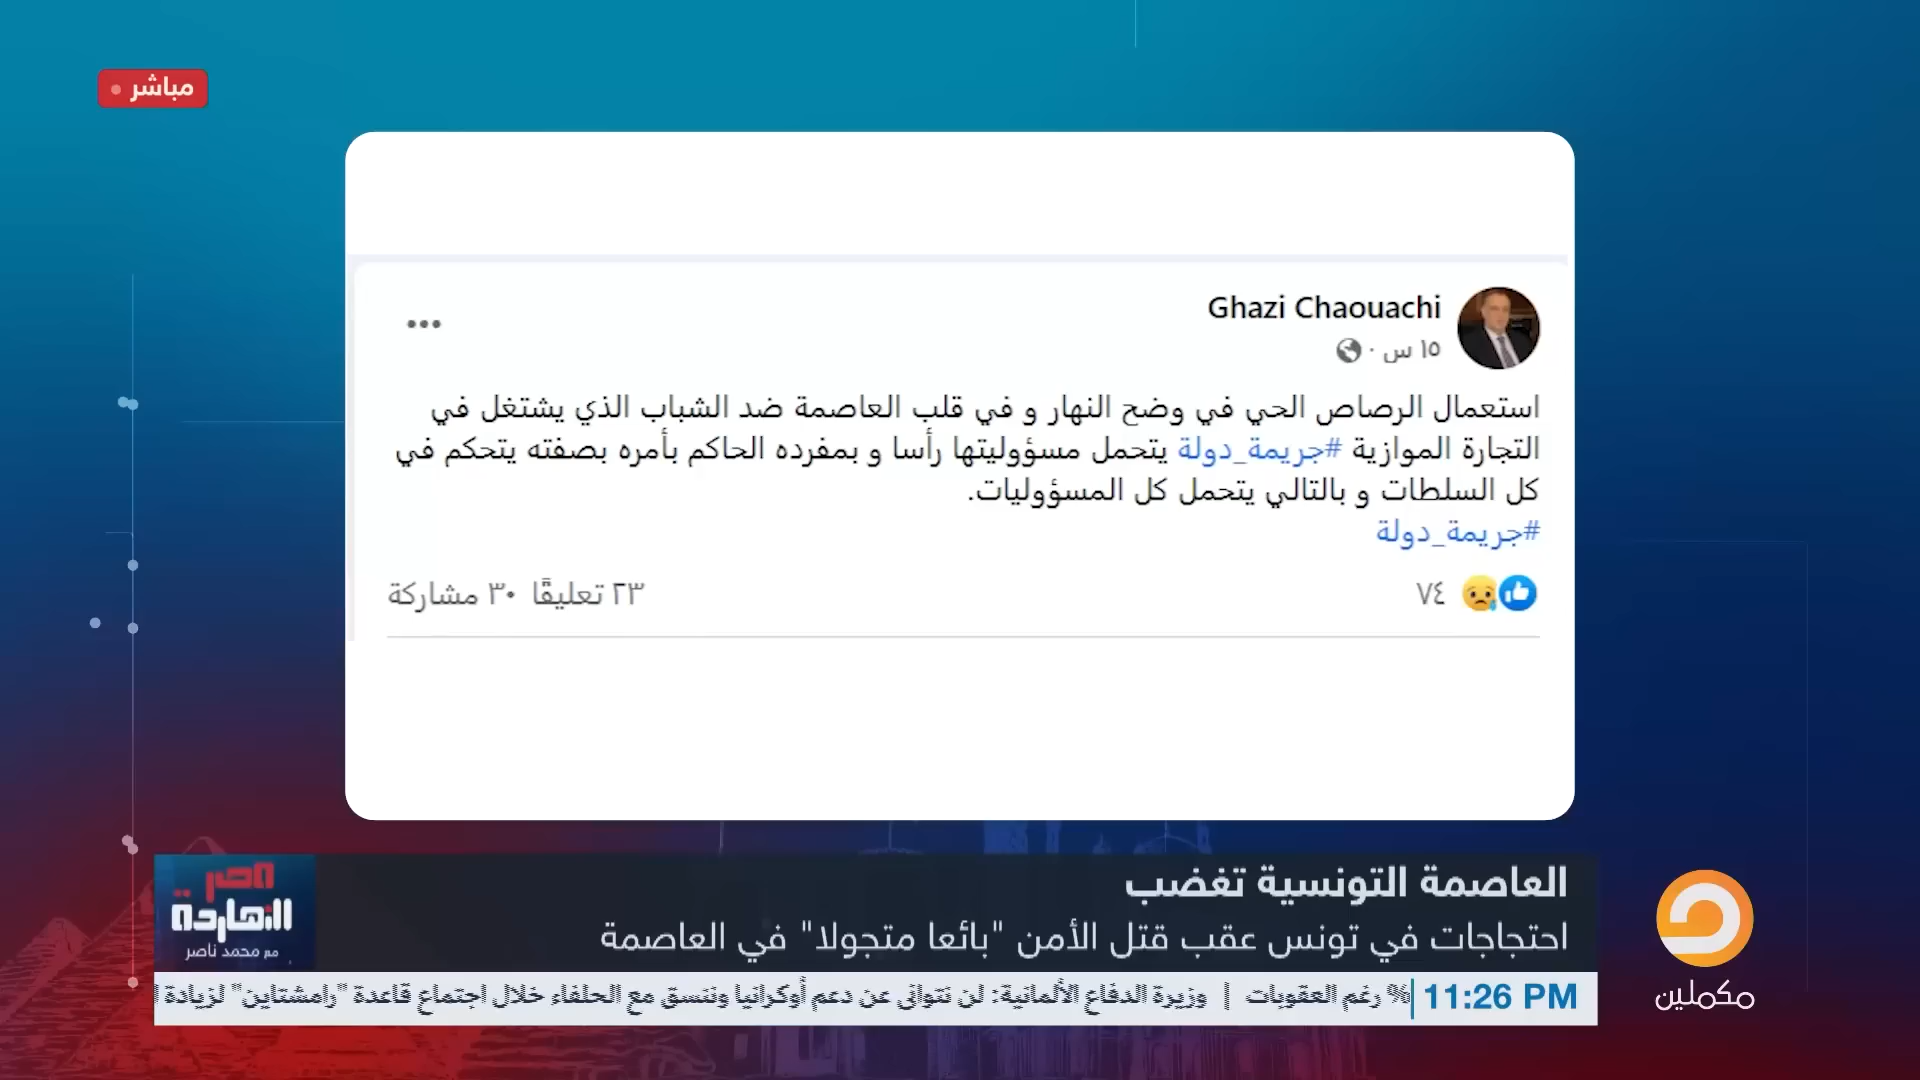 مباشر
Ghazi Chaouachi
١٥ س ·
استعمال الرصاص الحي في وضح النهار و في قلب العاصمة ضد الشباب الذي يشتغل في
التجارة الموازية #جريمة_دولة يتحمل مسؤوليتها رأسا و بمفرده الحاكم بأمره بصفته يتحكم في
كل السلطات و بالتالي يتحمل كل المسؤوليات.
#جريمة_دولة
٧٤
٢٣ تعليقًا ٣٠ مشاركة
العاصمة التونسية تغضب
احتجاجات في تونس عقب قتل الأمن "بائعا متجولا" في العاصمة
مصر
النهاردة
مع محمد ناصر
11:26 PM
% رغم العقوبات | وزيرة الدفاع الألمانية: لن نتوانى عن دعم أوكرانيا وننسق مع الحلفاء خلال اجتماع قاعدة "رامشتاين" لزيادة ا
مكملين